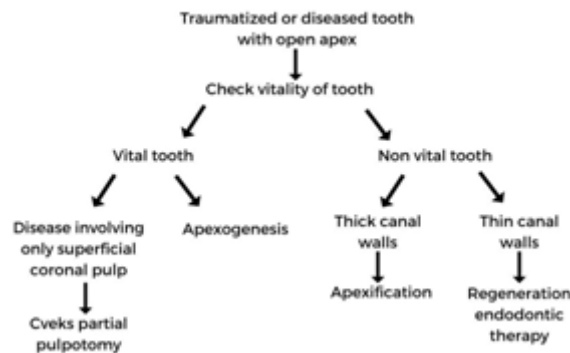 Traumatized or diseased tooth
with open apex
Check vitality of tooth
Vital tooth
Non vital tooth
Disease involving
only superficial
coronal pulp
Apexogenesis
Thick canal
walls
Thin canal
walls
Cveks partial
pulpotomy
Apexification
Regeneration
endodontic
therapy